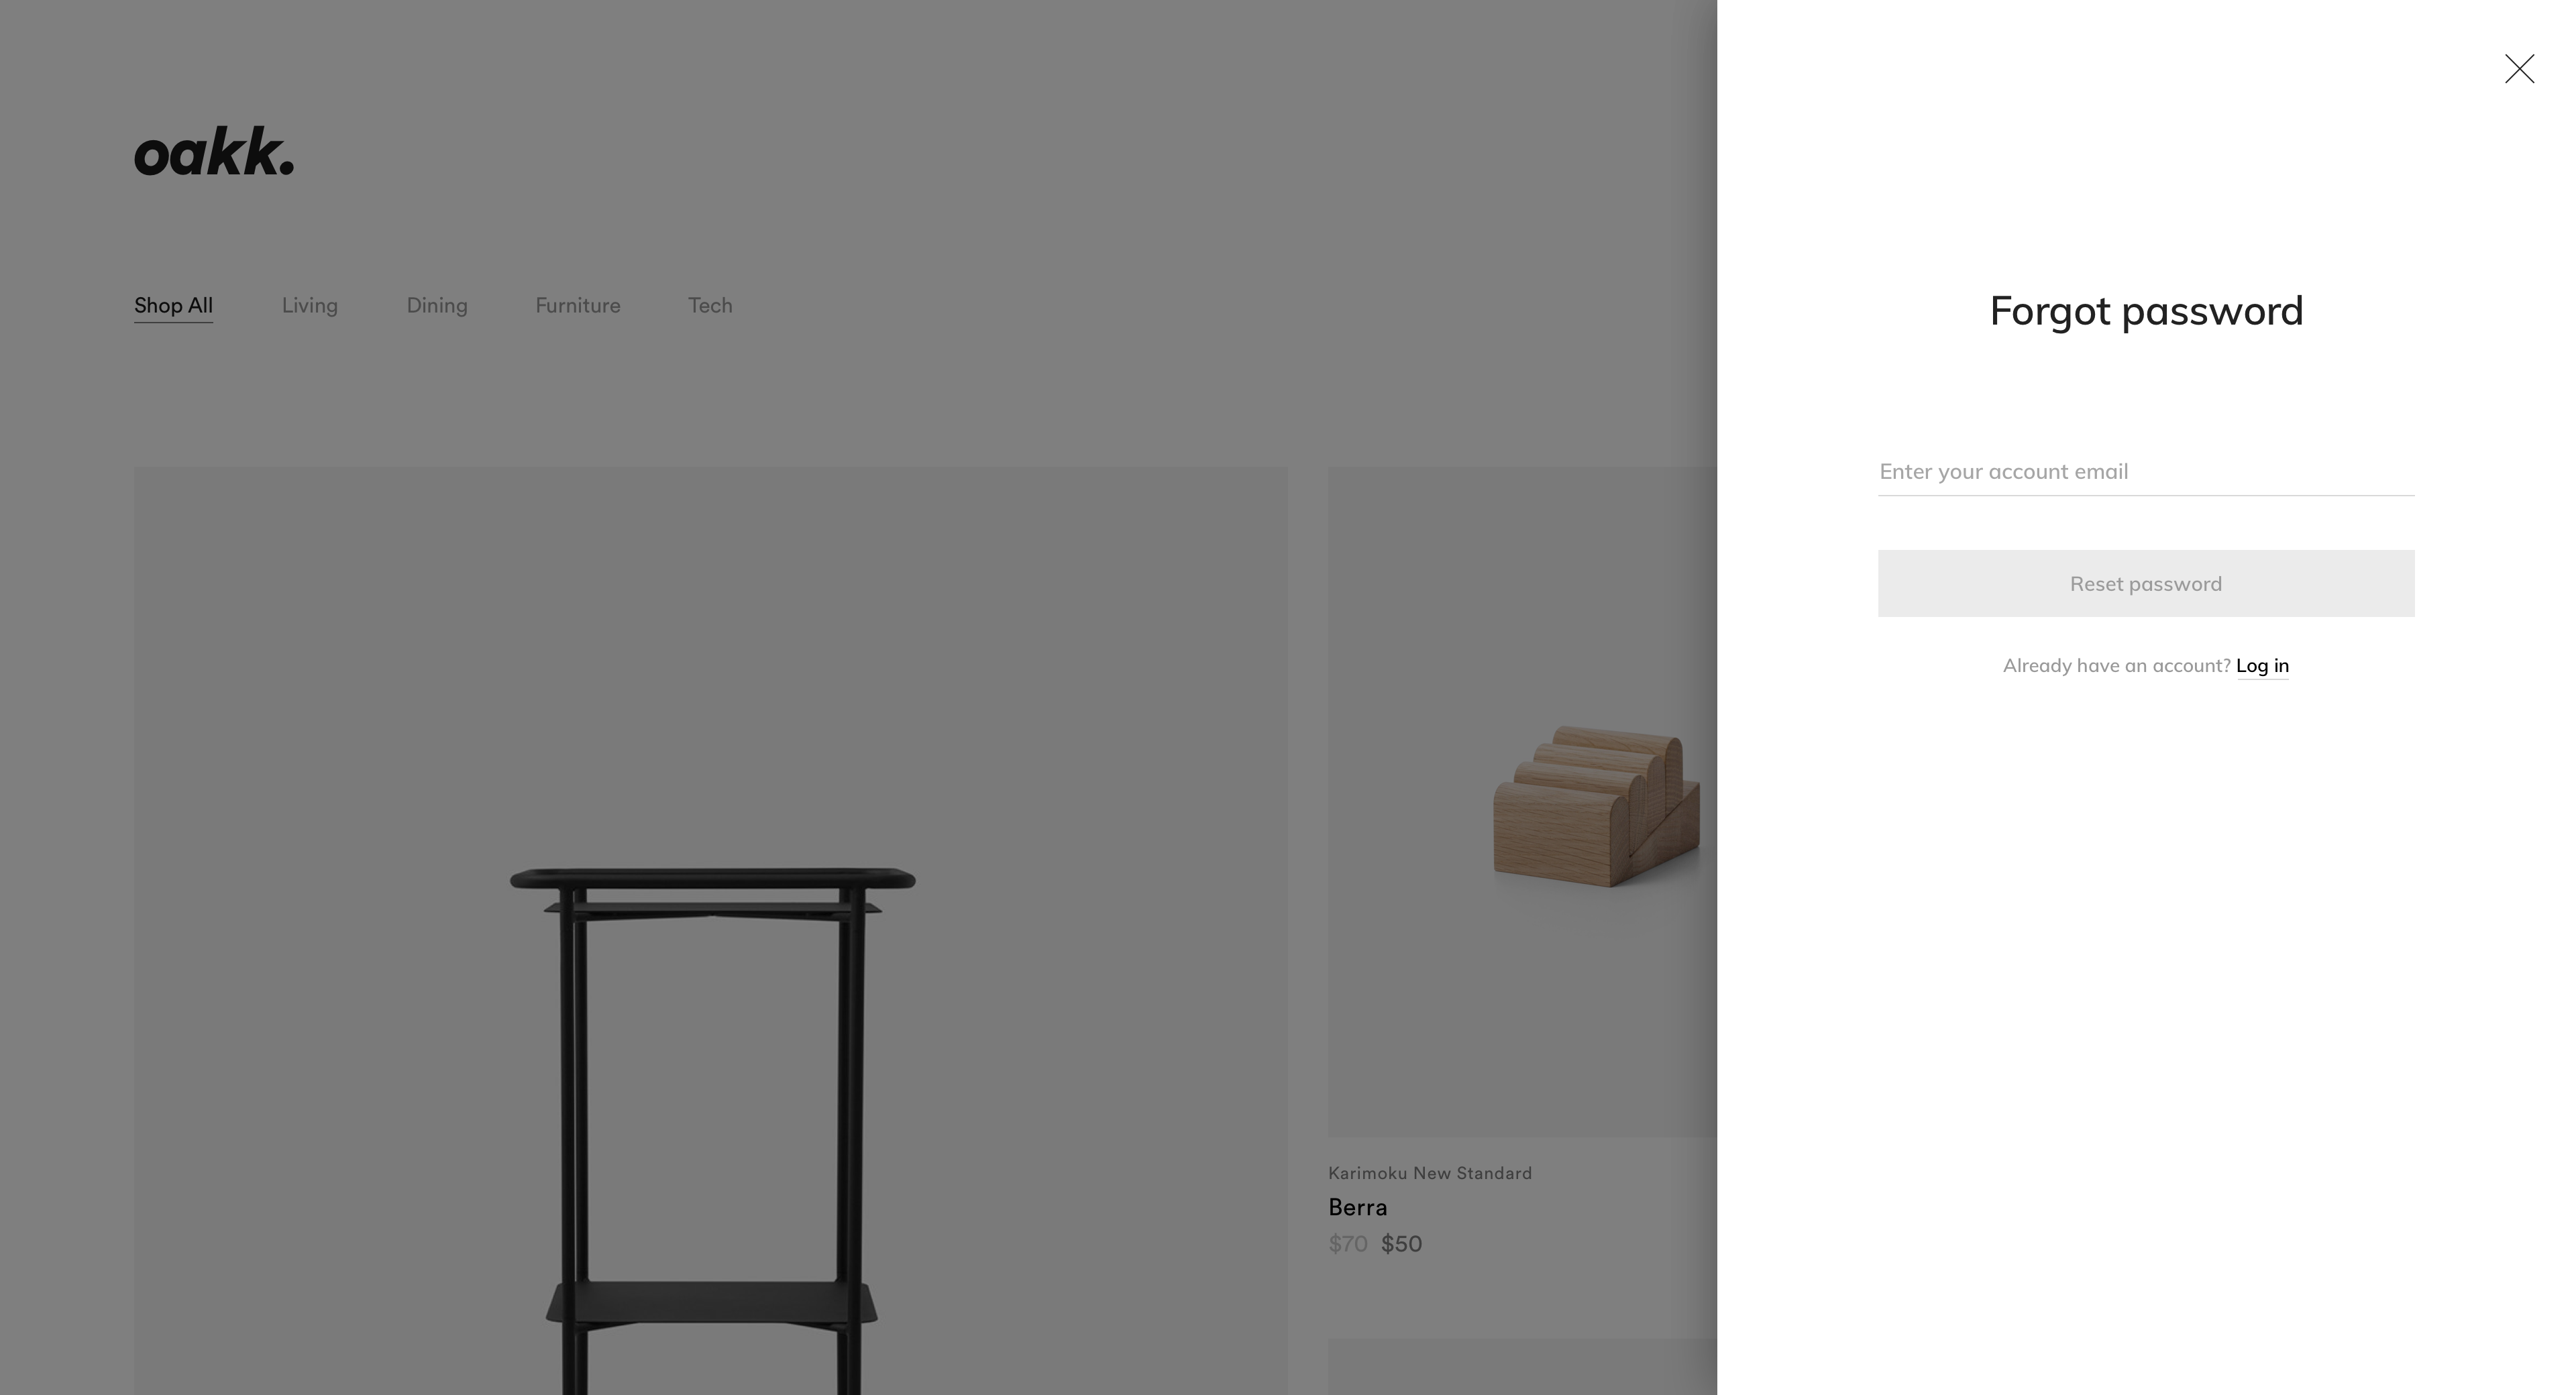 oakk.
Shop All
Living
Dining
Furniture
Tech
Karimoku New Standard
Berra
$70 $50
Forgot password
Enter your account email
Reset password
Already have an account? Log in